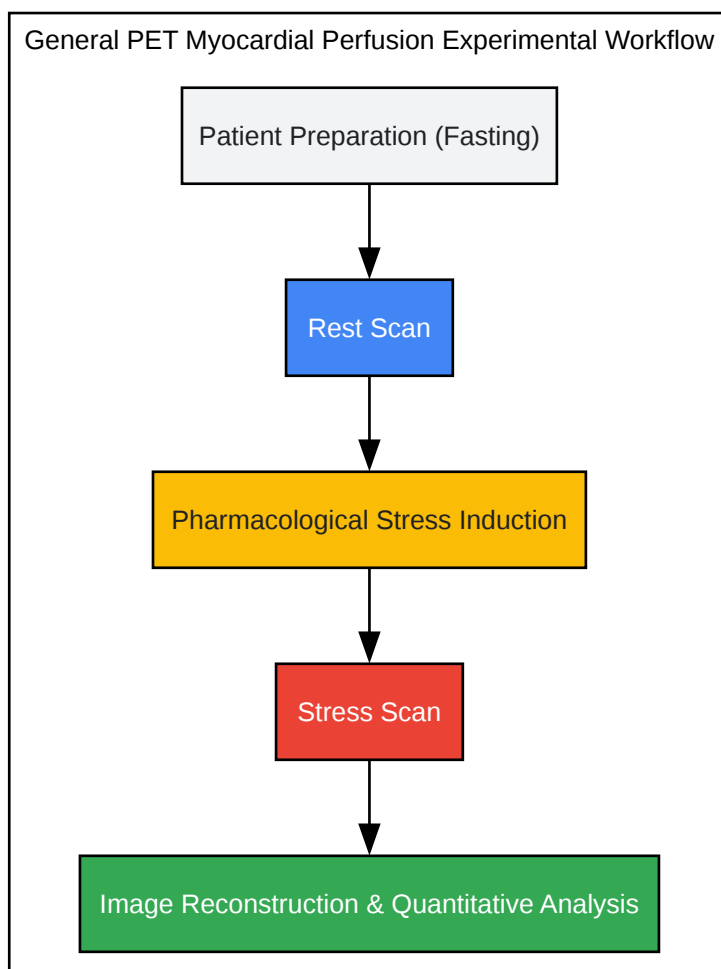 General PET Myocardial Perfusion Experimental Workflow
Patient Preparation (Fasting)
Rest Scan
Pharmacological Stress Induction
Stress Scan
Image Reconstruction & Quantitative Analysis